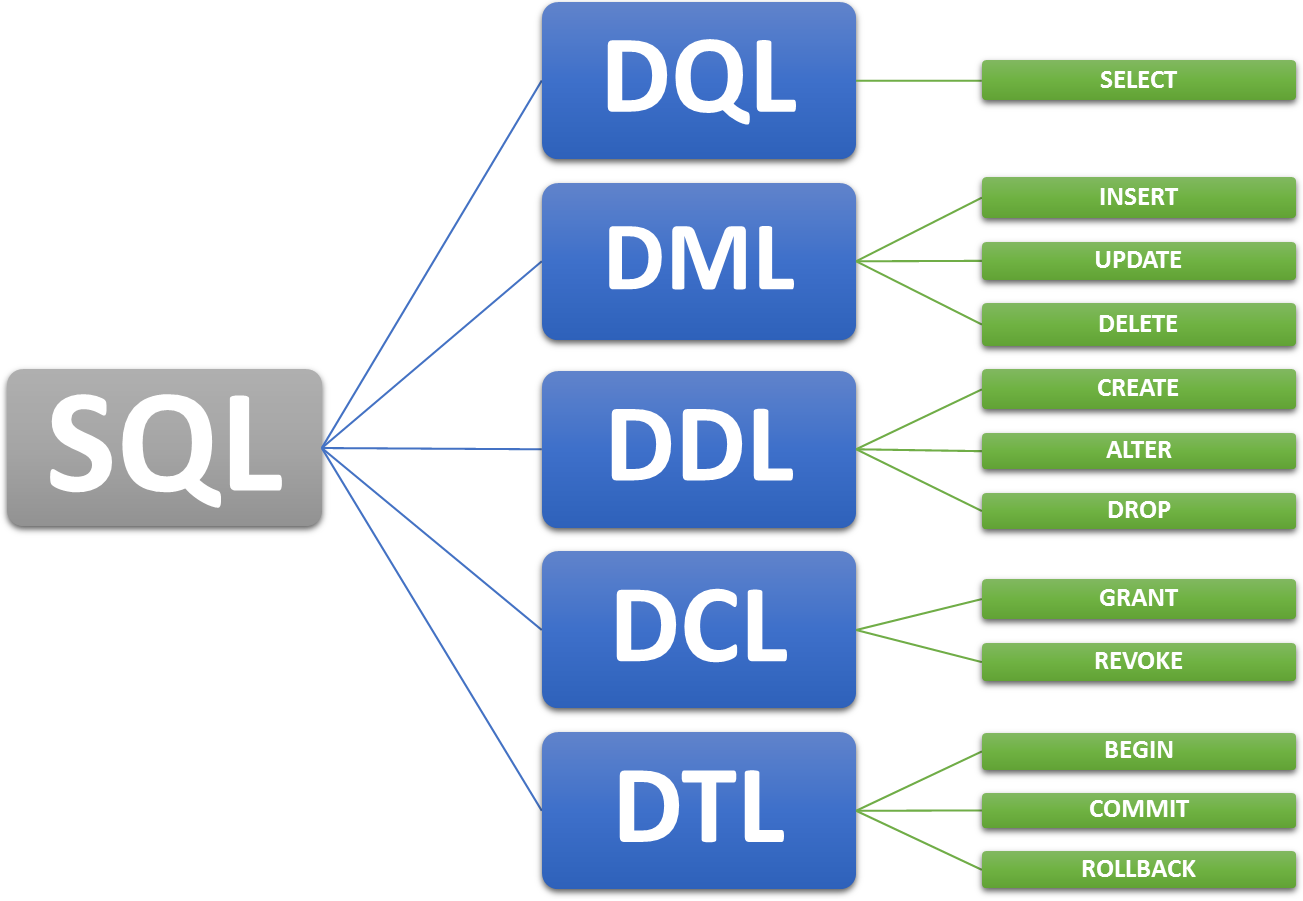 SQL
DQL
SELECT
DML
INSERT
UPDATE
DELETE
DDL
CREATE
ALTER
DROP
DCL
GRANT
REVOKE
DTL
BEGIN
COMMIT
ROLLBACK